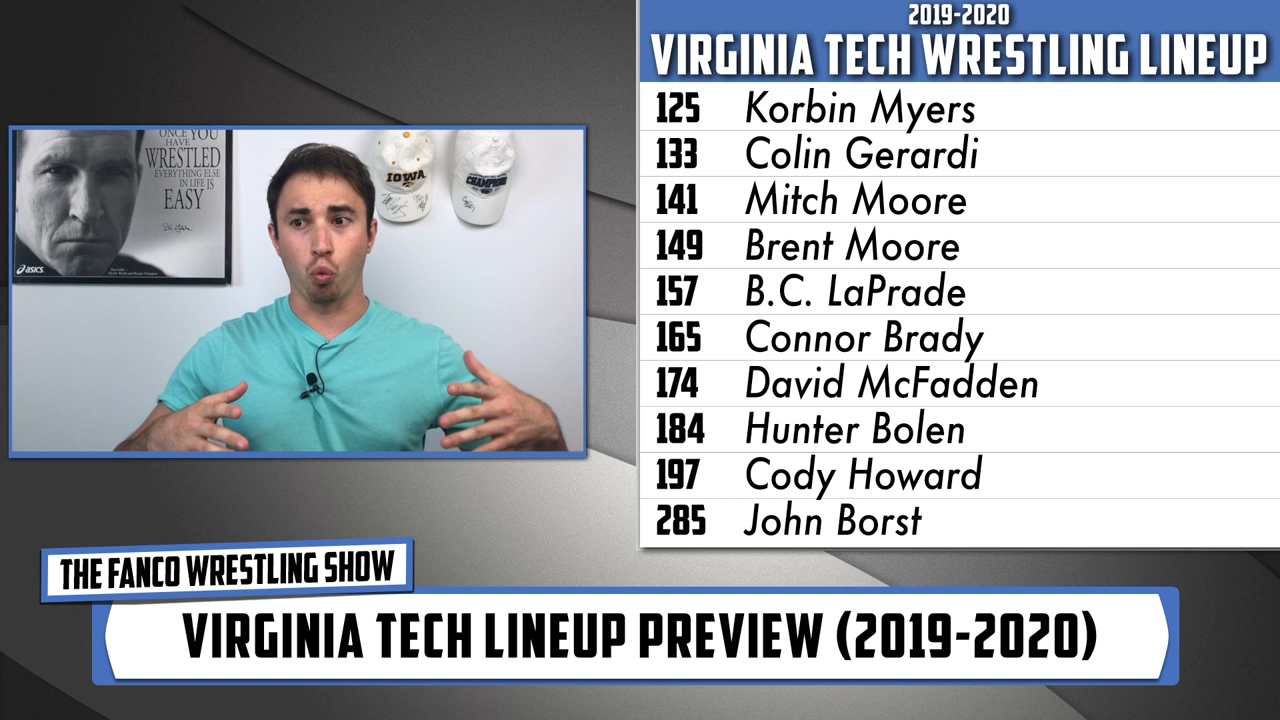 2019-2020
VIRGINIA TECH WRESTLING LINEUP
125 Korbin Myers
133 Colin Gerardi
141 Mitch Moore
149 Brent Moore
157 B.C. LaPrade
165 Connor Brady
174 David McFadden
184 Hunter Bolen
197 Cody Howard
285 John Borst
ONCE YOU
HAVE
WRESTLED
EVERYTHING ELSE
IN LIFE IS
EASY
asics
IOWA
THE FANCO WRESTLING SHOW
VIRGINIA TECH LINEUP PREVIEW (2019-2020)